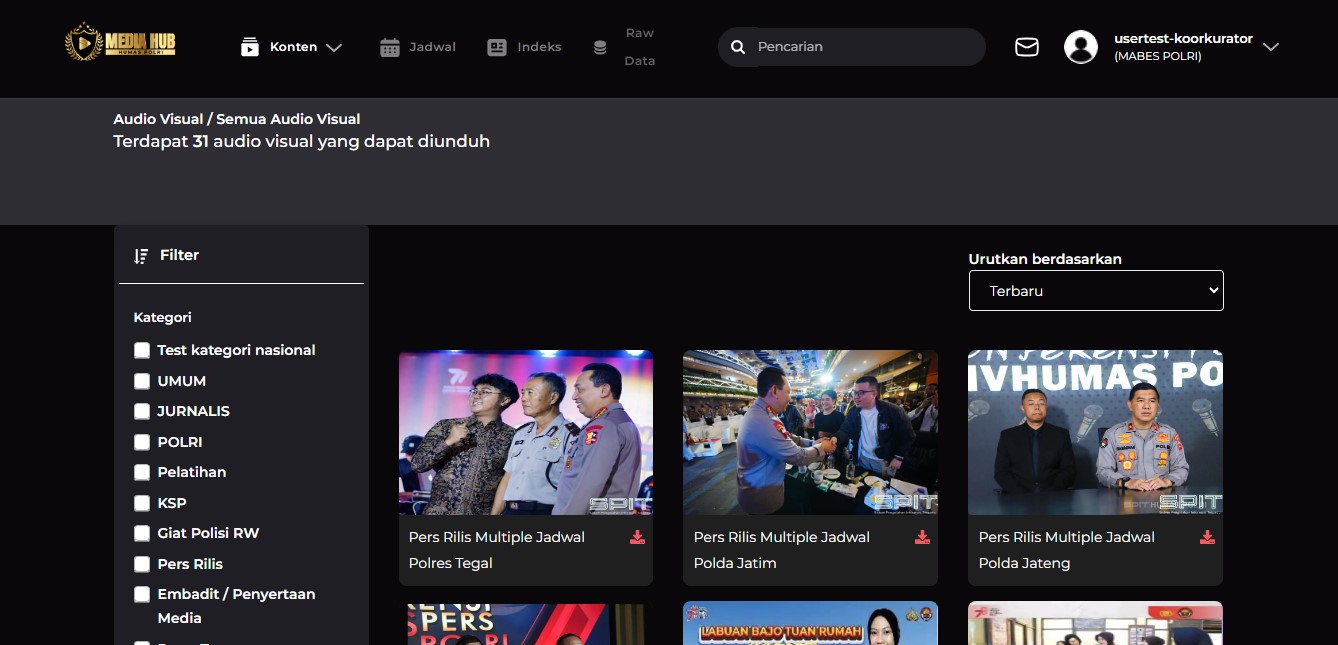 MEDIA HUB
HUMAS POLRI
Konten
Jadwal
Indeks
Raw
Data
Pencarian
usertest-koorkurator
(MABES POLRI)
Audio Visual / Semua Audio Visual
Terdapat 31 audio visual yang dapat diunduh
Filter
Urutkan berdasarkan
Terbaru
Kategori
Test kategori nasional
UMUM
JURNALIS
POLRI
Pelatihan
KSP
Giat Polisi RW
Pers Rilis
Embadit / Penyertaan
Media
SPIT
SPIT
IVHUMAS PO
SPIT
Pers Rilis Multiple Jadwal
Polres Tegal
Pers Rilis Multiple Jadwal
Polda Jatim
Pers Rilis Multiple Jadwal
Polda Jateng
PERS
LABUAN BAJO TUAN RUMAH